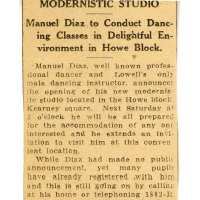 MODERNISTIC STUDIO
Manuel Diaz to Conduct Danc-
ing Classes in Delightful En-
vironment in Howe Block.
Manuel Diaz, well known profes-
sional dancer and Lowell's only
male dancing instructor, announces
the opening of his new modernis-
tic studio located in the Howe block,
Kearney square. Next Saturday at
2 o'clock he will be all prepared
for the accommodation of any one
interested and he extends an invi-
tation to visit him at this conven-
ient location.
While Diaz had made no public
announcement, yet many pupils
have already registered with him
and this is still going on by calling
at his home or telephoning 1882-R.